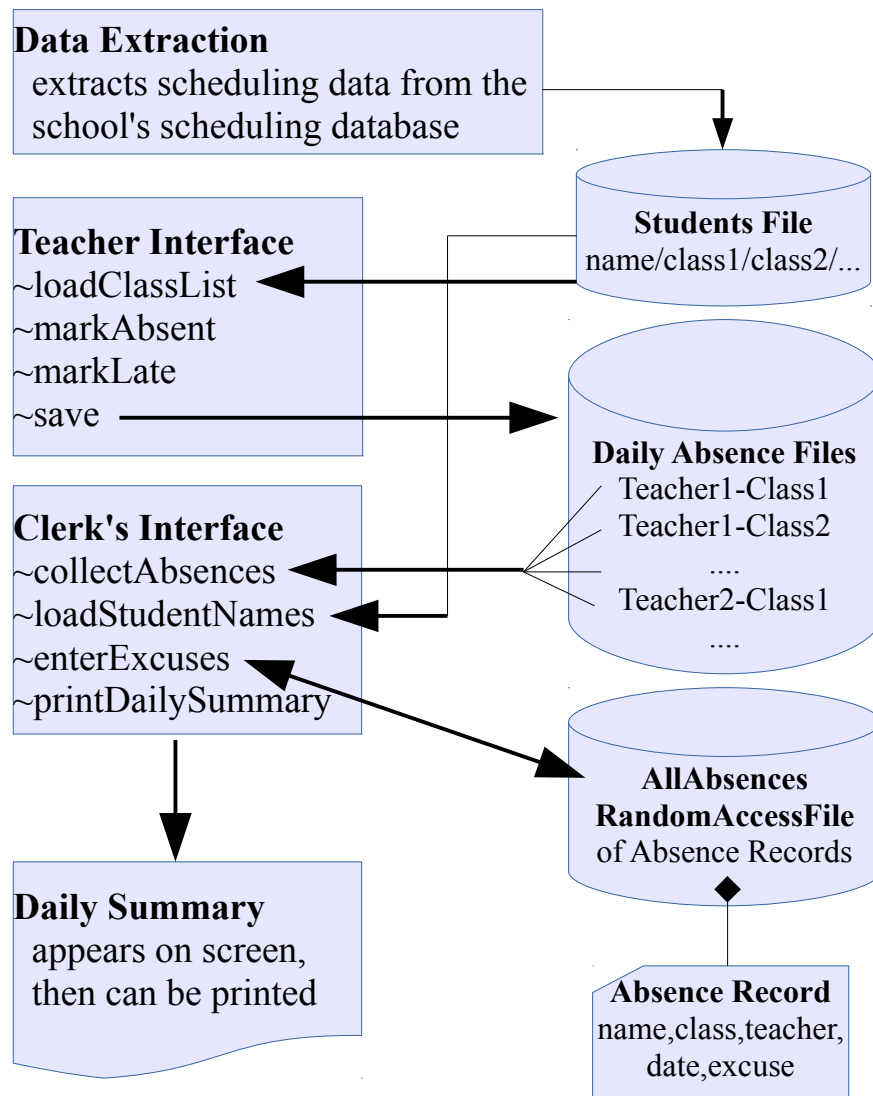 Data Extraction
extracts scheduling data from the
school's scheduling database
Students File
name/class1/class2/...
Teacher Interface
~loadClassList
~markAbsent
~markLate
~save
Daily Absence Files
Teacher1-Class1
Teacher1-Class2
....
Teacher2-Class1
....
Clerk's Interface
~collectAbsences
~loadStudentNames
~enterExcuses
~printDailySummary
AllAbsences
RandomAccessFile
of Absence Records
Daily Summary
appears on screen,
then can be printed
Absence Record
name,class,teacher,
date,excuse